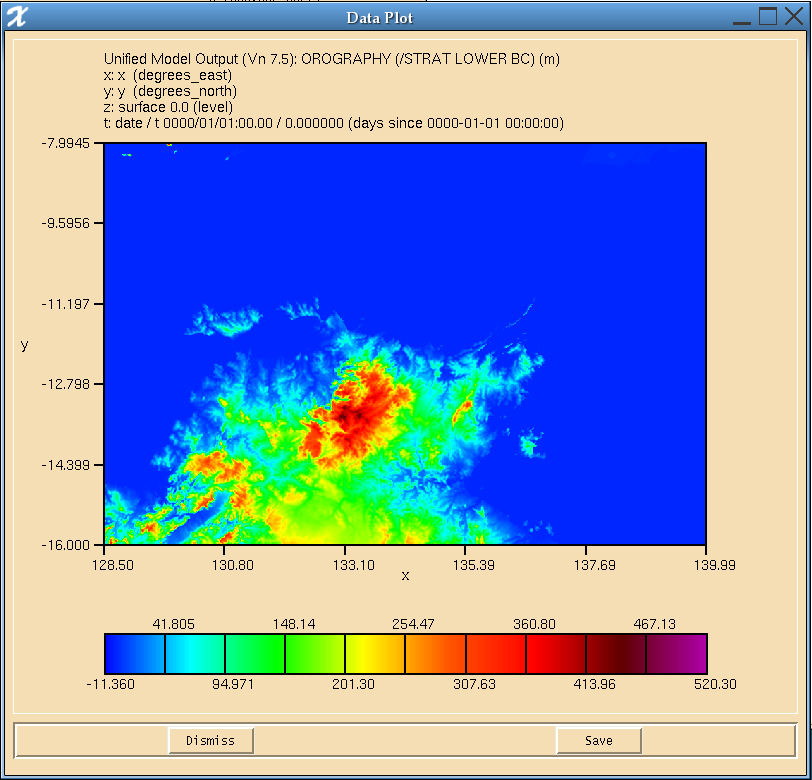 Data Plot
Unified Model Output (Vn 7.5): OROGRAPHY (/STRAT LOWER BC) (m)
x: x (degrees_east)
y: y (degrees_north)
z: surface 0.0 (level)
t: date / t 0000/01/01:00.00 / 0.000000 (days since 0000-01-01 00:00:00)
-7.9945
-9.5956
-11.197
y
-12.798
-14.399
-16.000
128.50 130.80 133.10 135.39 137.69 139.99
x
41.805 148.14 254.47 360.80 467.13
-11.360 94.971 201.30 307.63 413.96 520.30
Dismiss Save